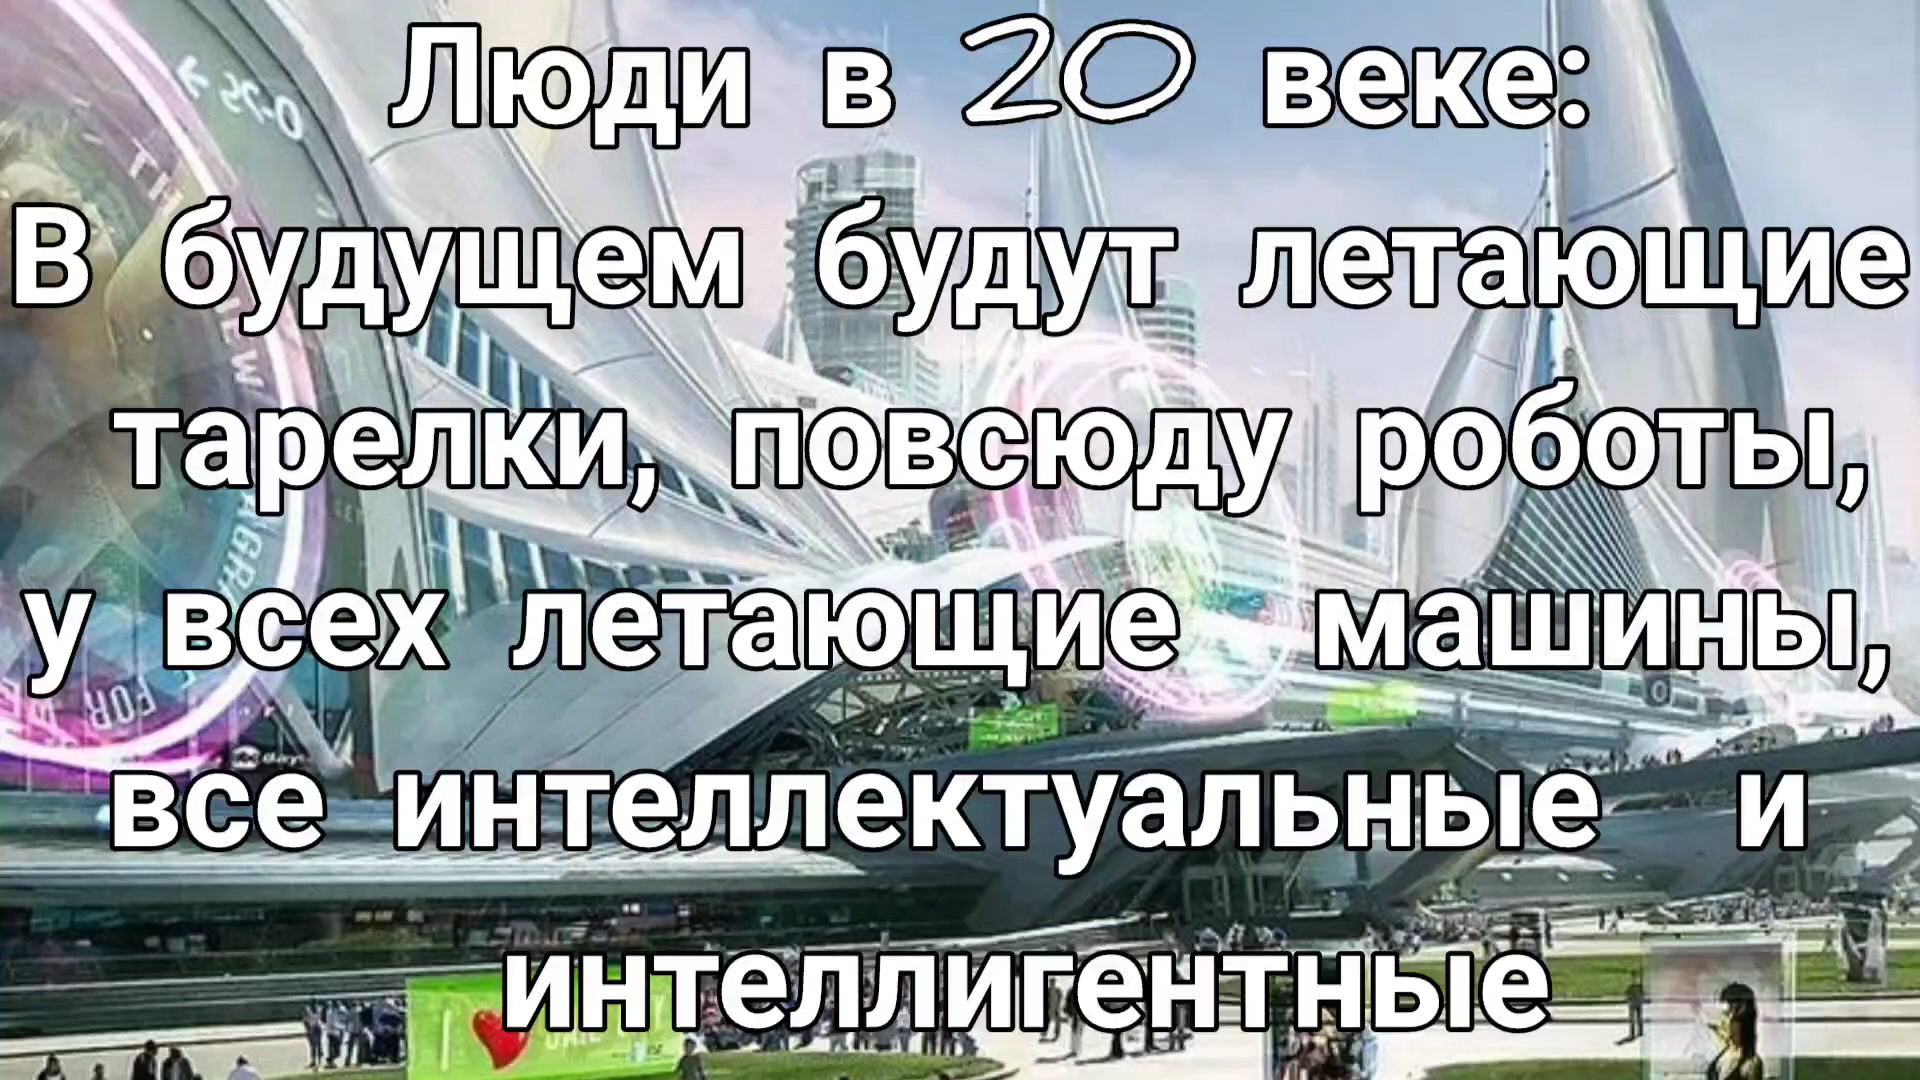 Люди в 20 веке:
В будущем будут летающие
тарелки, повсюду роботы,
у всех летающие машины,
все интеллектуальные и
интеллигентные